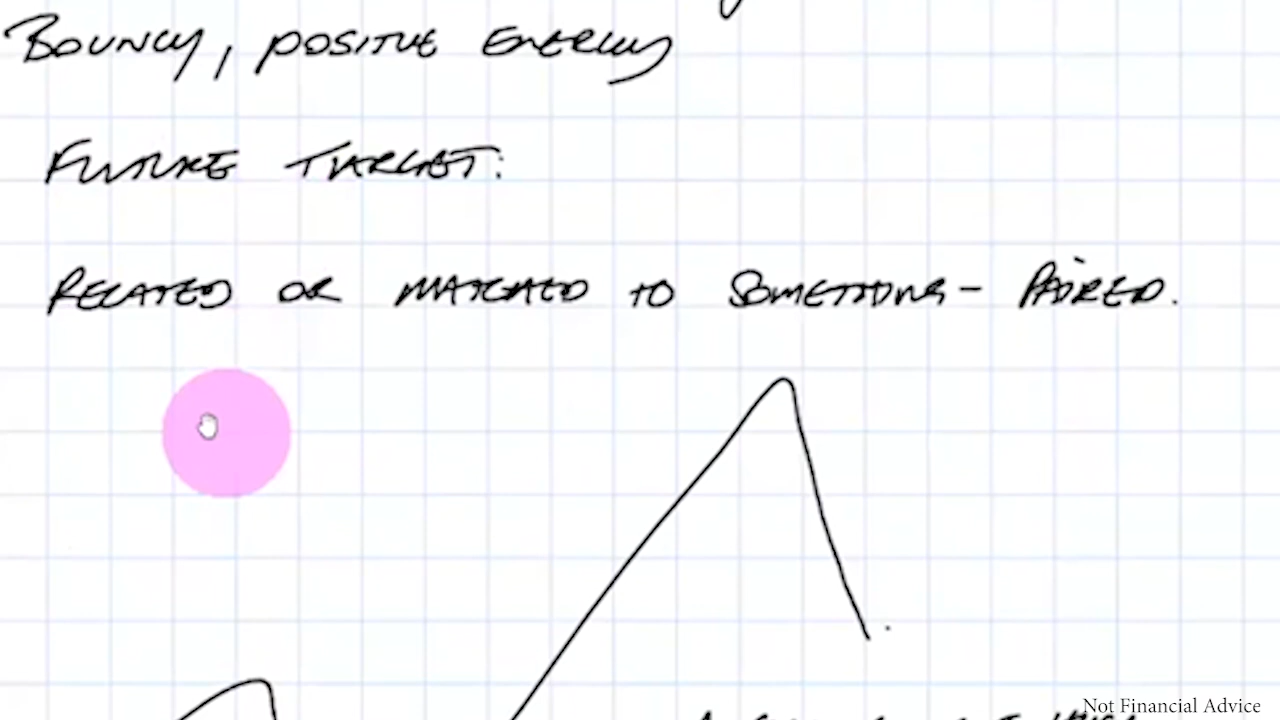 BOUNCY, POSITIVE ENERGY
FUTURE TARGET:
RELATED OR MATCHED TO SOMETHING - PAIRED.
Not Financial Advice